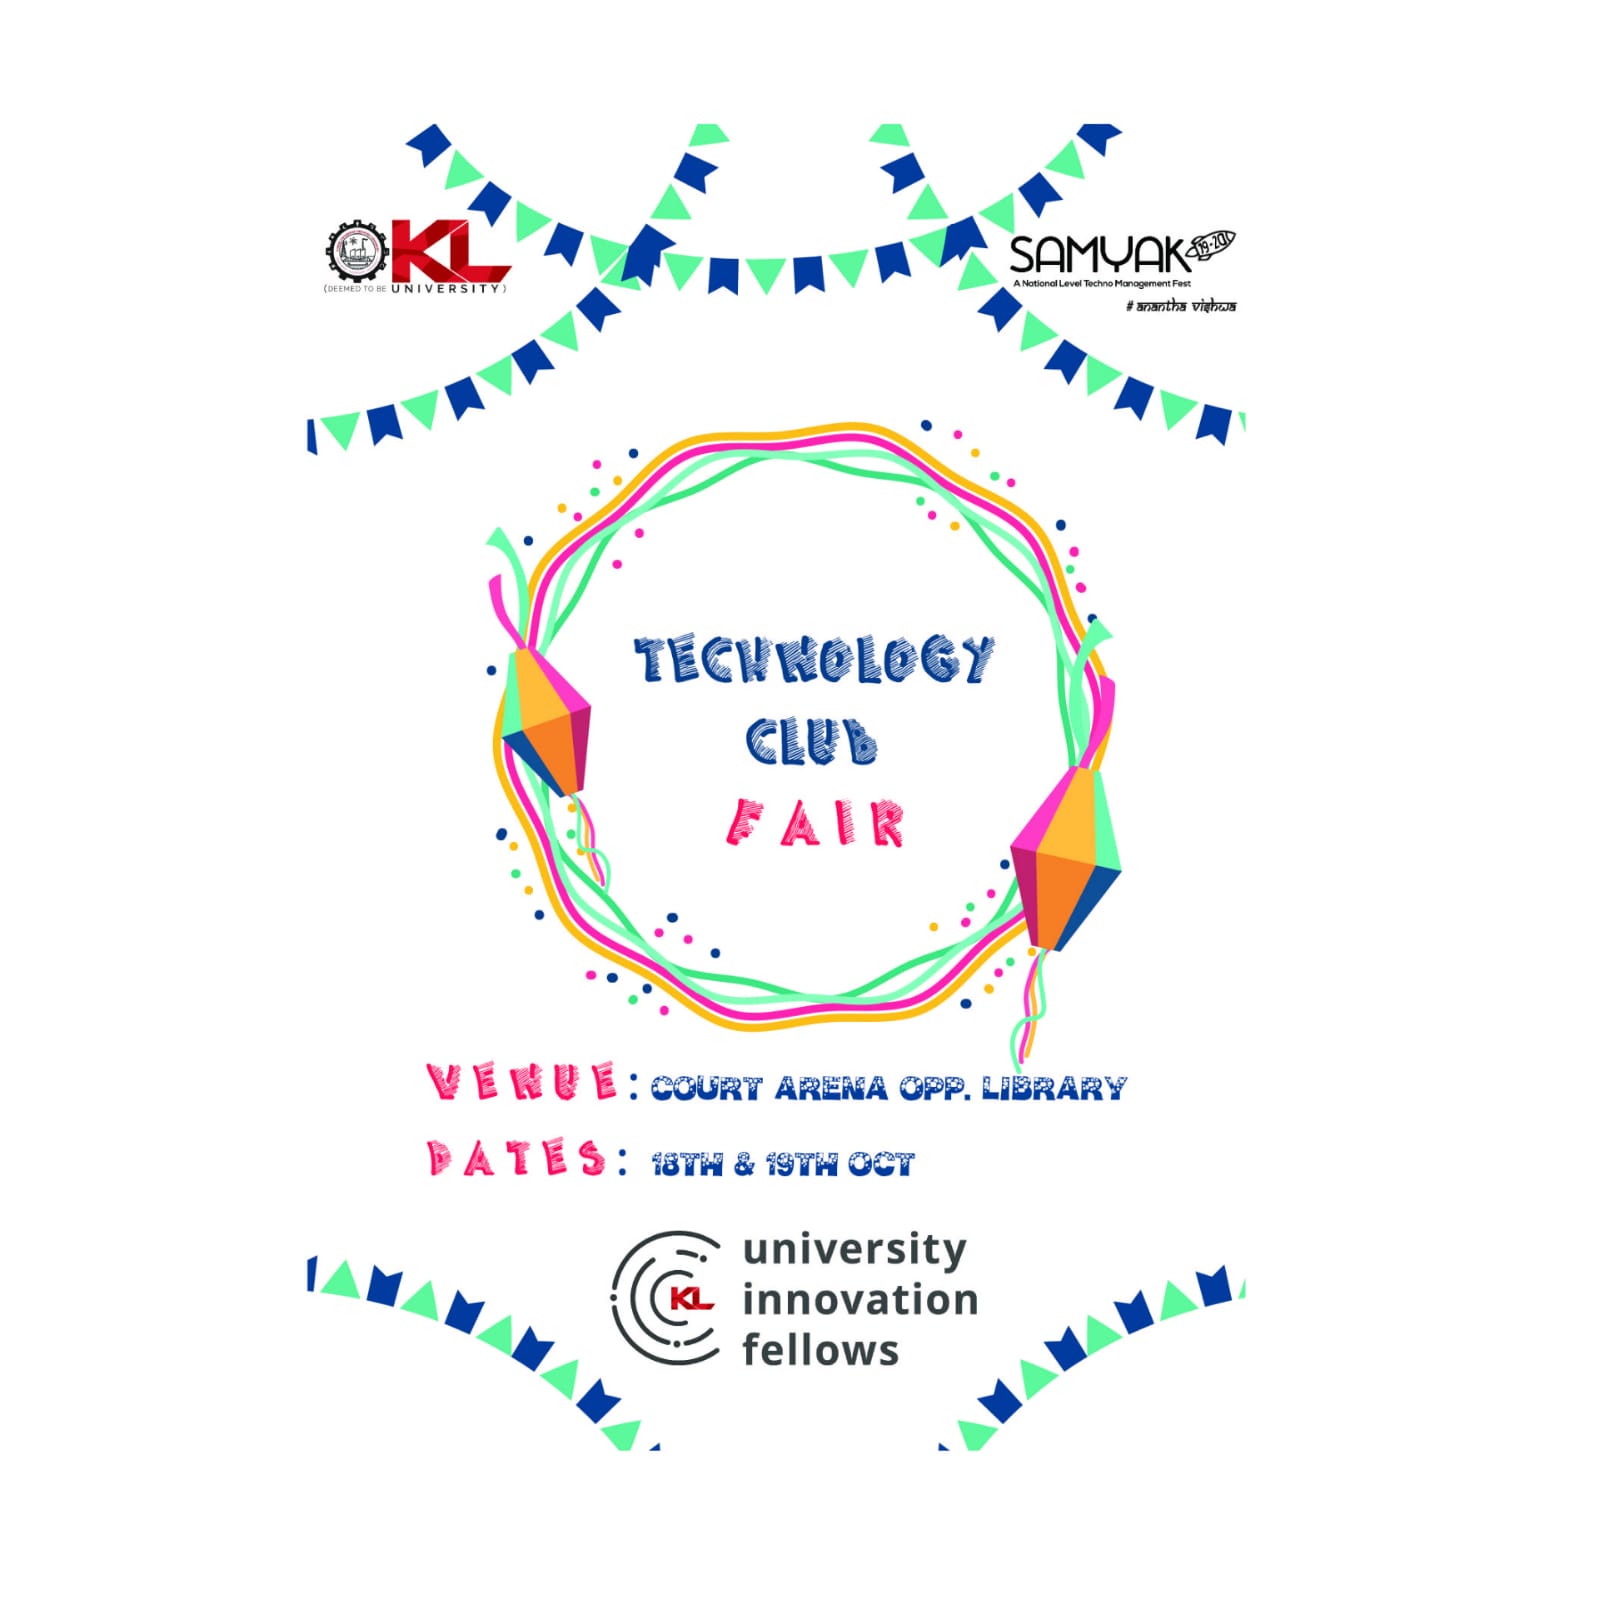 KL
(DEEMED TO BE UNIVERSITY)
SAMYAK 19-20
A National Level Techno Management Fest
# anantha vishwa
TECHNOLOGY
CLUB
FAIR
VENUE: COURT ARENA OPP. LIBRARY
DATES: 18TH & 19TH OCT
KL
university
innovation
fellows